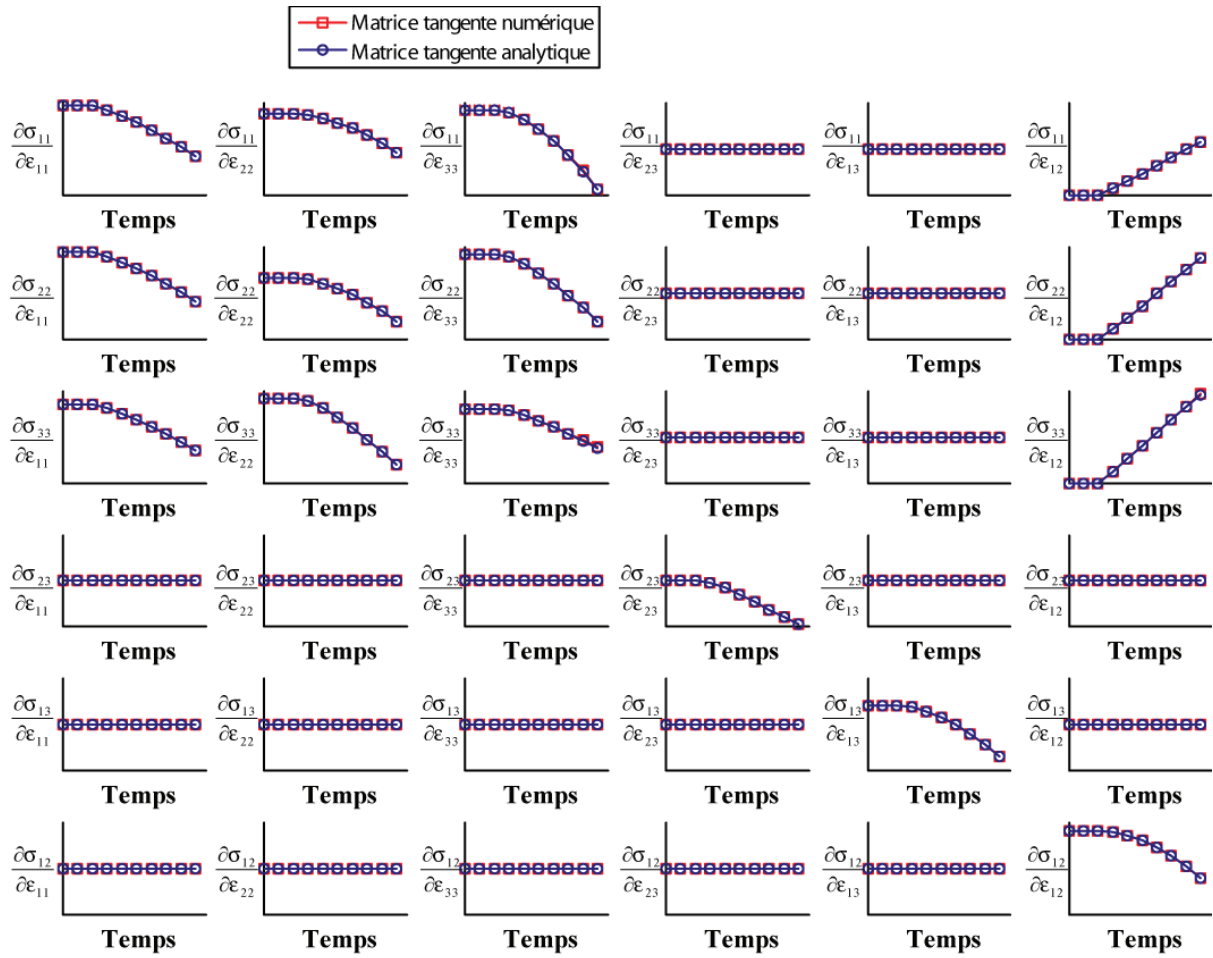 Matrice tangente numérique
Matrice tangente analytique
∂σ11 ∂σ11 ∂σ11 ∂σ11 ∂σ11 ∂σ11
∂ε11 ∂ε22 ∂ε33 ∂ε23 ∂ε13 ∂ε12
Temps Temps Temps Temps Temps Temps
∂σ22 ∂σ22 ∂σ22 ∂σ22 ∂σ22 ∂σ22
∂ε11 ∂ε22 ∂ε33 ∂ε23 ∂ε13 ∂ε12
Temps Temps Temps Temps Temps Temps
∂σ33 ∂σ33 ∂σ33 ∂σ33 ∂σ33 ∂σ33
∂ε11 ∂ε22 ∂ε33 ∂ε23 ∂ε13 ∂ε12
Temps Temps Temps Temps Temps Temps
∂σ23 ∂σ23 ∂σ23 ∂σ23 ∂σ23 ∂σ23
∂ε11 ∂ε22 ∂ε33 ∂ε23 ∂ε13 ∂ε12
Temps Temps Temps Temps Temps Temps
∂σ13 ∂σ13 ∂σ13 ∂σ13 ∂σ13 ∂σ13
∂ε11 ∂ε22 ∂ε33 ∂ε23 ∂ε13 ∂ε12
Temps Temps Temps Temps Temps Temps
∂σ12 ∂σ12 ∂σ12 ∂σ12 ∂σ12 ∂σ12
∂ε11 ∂ε22 ∂ε33 ∂ε23 ∂ε13 ∂ε12
Temps Temps Temps Temps Temps Temps